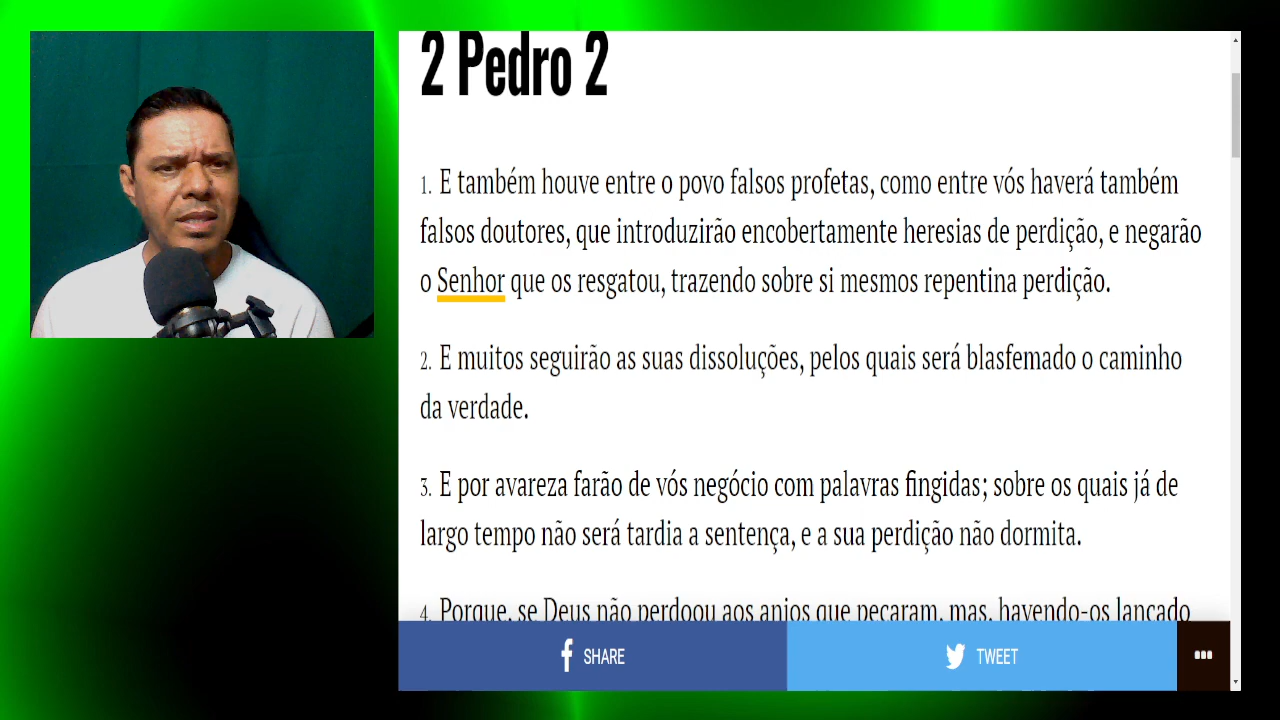 2 Pedro 2
1. E também houve entre o povo falsos profetas, como entre vós haverá também
falsos doutores, que introduzirão encobertamente heresias de perdição, e negarão
o Senhor que os resgatou, trazendo sobre si mesmos repentina perdição.
2. E muitos seguirão as suas dissoluções, pelos quais será blasfemado o caminho
da verdade.
3. E por avareza farão de vós negócio com palavras fingidas; sobre os quais já de
largo tempo não será tardia a sentença, e a sua perdição não dormita.
4. Porque, se Deus não perdoou aos anjos que pecaram, mas, havendo-os lançado
SHARE
TWEET